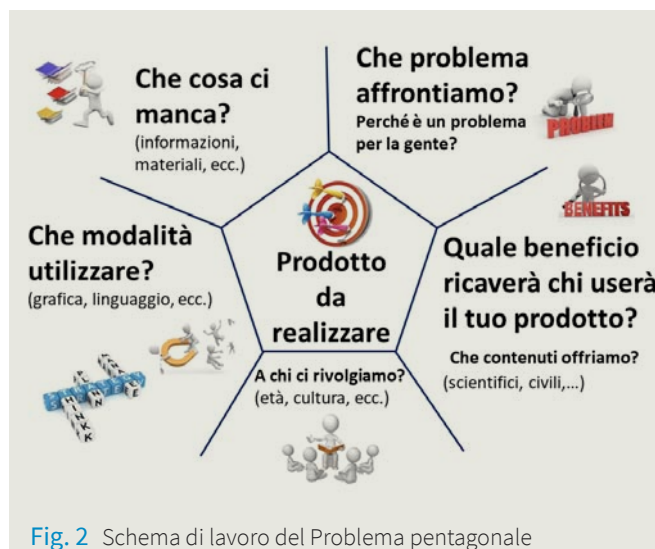 Che cosa ci
manca?
(informazioni,
materiali, ecc.)
Che problema
affrontiamo?
Perché è un problema
per la gente?
PROBLEM
BENEFITS
Che modalità
utilizzare?
(grafica, linguaggio, ecc.)
Prodotto
da
realizzare
Quale beneficio
ricaverà chi userà
il tuo prodotto?
Che contenuti offriamo?
(scientifici, civili,...)
A chi ci rivolgiamo?
(età, cultura, ecc.)
Fig. 2 Schema di lavoro del Problema pentagonale